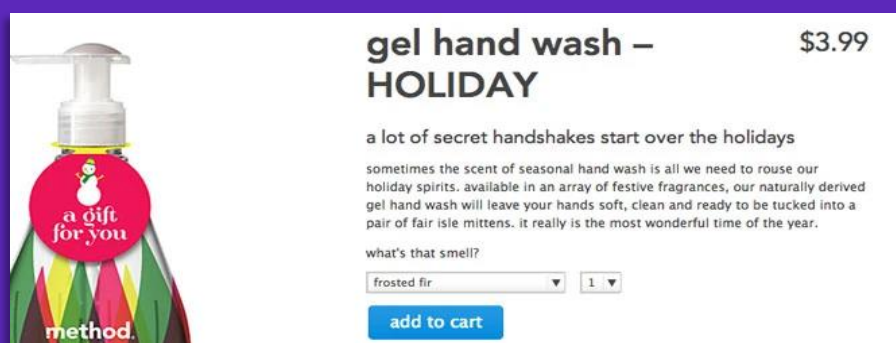 gel hand wash –
HOLIDAY
$3.99
a lot of secret handshakes start over the holidays
sometimes the scent of seasonal hand wash is all we need to rouse our
holiday spirits. available in an array of festive fragrances, our naturally derived
gel hand wash will leave your hands soft, clean and ready to be tucked into a
pair of fair isle mittens. it really is the most wonderful time of the year.
what's that smell?
frosted fir
1
add to cart
a gift
for you
method.